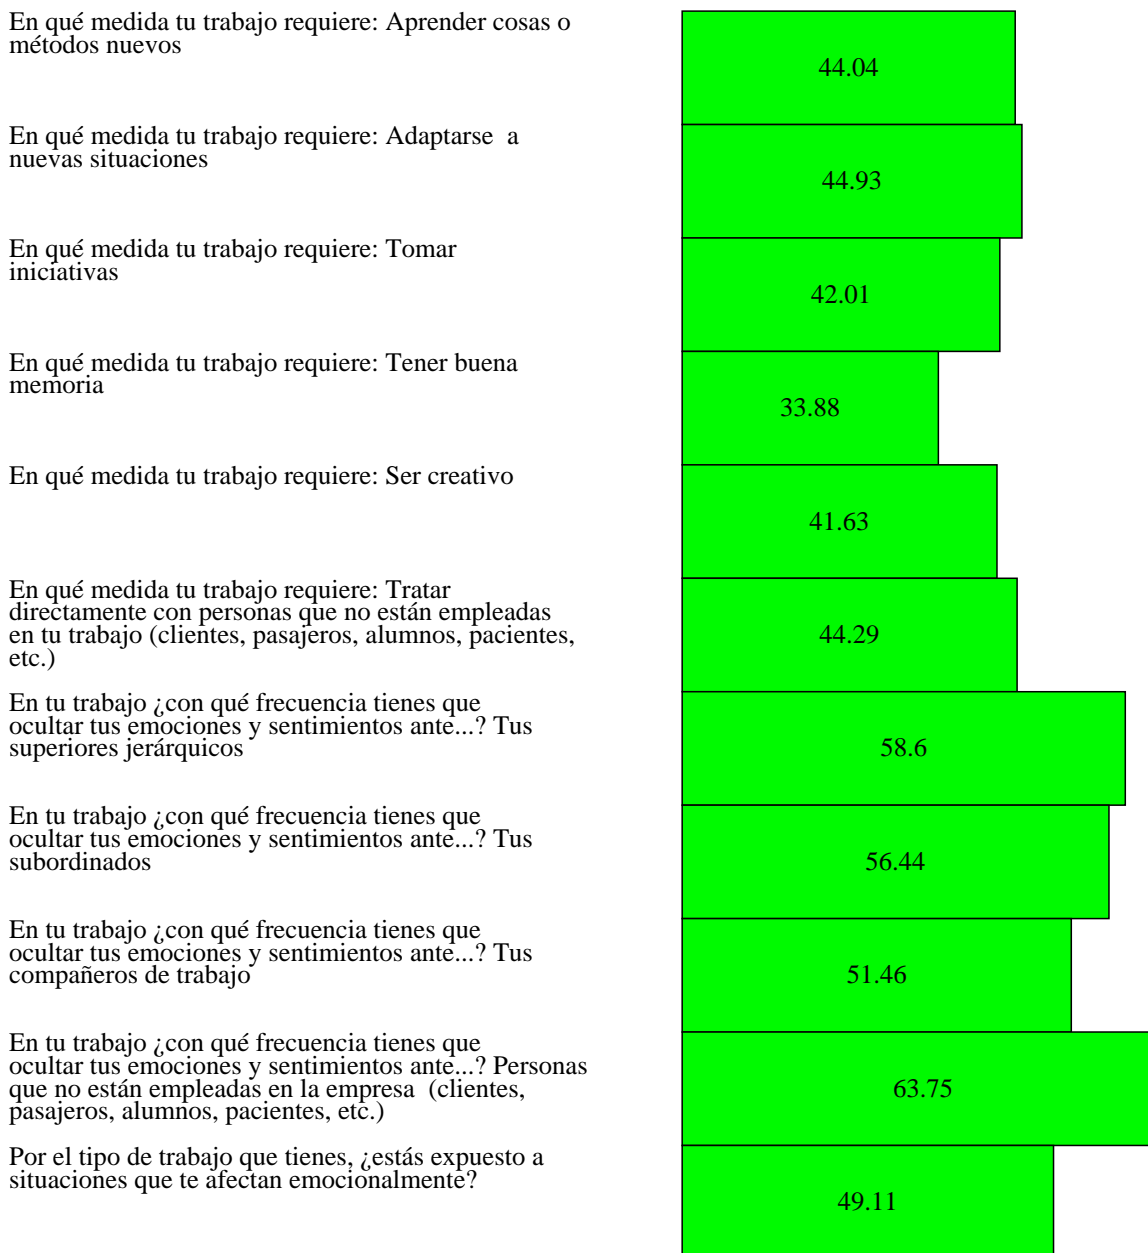 En qué medida tu trabajo requiere: Aprender cosas o
métodos nuevos
44.04
En qué medida tu trabajo requiere: Adaptarse  a
nuevas situaciones
44.93
En qué medida tu trabajo requiere: Tomar
iniciativas
42.01
En qué medida tu trabajo requiere: Tener buena
memoria
33.88
En qué medida tu trabajo requiere: Ser creativo
41.63
En qué medida tu trabajo requiere: Tratar
directamente con personas que no están empleadas
en tu trabajo (clientes, pasajeros, alumnos, pacientes,
etc.)
44.29
En tu trabajo ¿con qué frecuencia tienes que
ocultar tus emociones y sentimientos ante...? Tus
superiores jerárquicos
58.6
En tu trabajo ¿con qué frecuencia tienes que
ocultar tus emociones y sentimientos ante...? Tus
subordinados
56.44
En tu trabajo ¿con qué frecuencia tienes que
ocultar tus emociones y sentimientos ante...? Tus
compañeros de trabajo
51.46
En tu trabajo ¿con qué frecuencia tienes que
ocultar tus emociones y sentimientos ante...? Personas
que no están empleadas en la empresa  (clientes,
pasajeros, alumnos, pacientes, etc.)
63.75
Por el tipo de trabajo que tienes, ¿estás expuesto a
situaciones que te afectan emocionalmente?
49.11